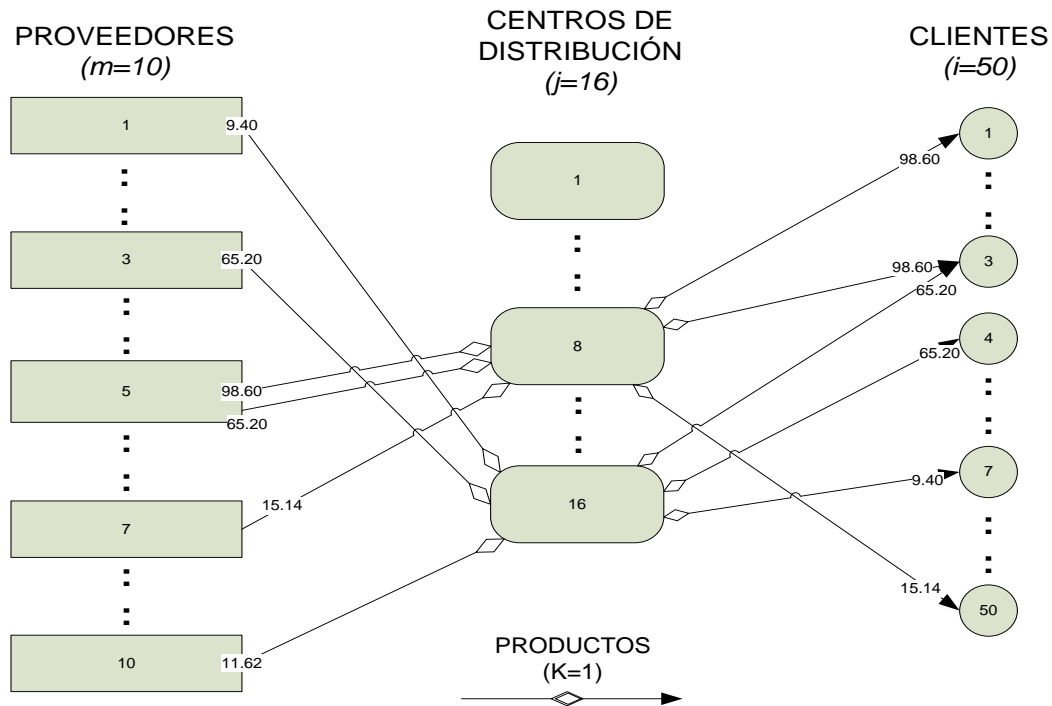 PROVEEDORES
(m=10)
CENTROS DE
DISTRIBUCIÓN
(j=16)
CLIENTES
(i=50)
1
3
5
7
10
9.40
65.20
98.60
65.20
15.14
11.62
1
8
16
98.60
98.60
65.20
65.20
9.40
15.14
1
3
4
7
50
PRODUCTOS
(K=1)